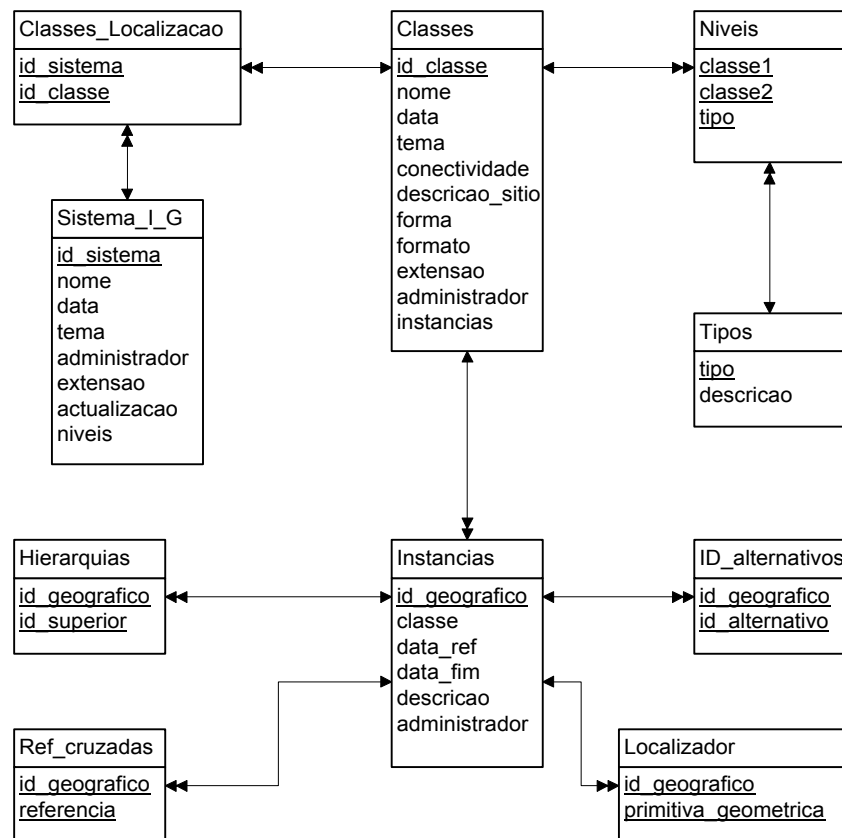 Classes_Localizacao
id_sistema
id_classe
Classes
id_classe
nome
data
tema
conectividade
descricao_sitio
forma
formato
extensao
administrador
instancias
Niveis
classe1
classe2
tipo
Sistema_I_G
id_sistema
nome
data
tema
administrador
extensao
actualizacao
niveis
Tipos
tipo
descricao
Hierarquias
id_geografico
id_superior
Instancias
id_geografico
classe
data_ref
data_fim
descricao
administrador
ID_alternativos
id_geografico
id_alternativo
Ref_cruzadas
id_geografico
referencia
Localizador
id_geografico
primitiva_geometrica